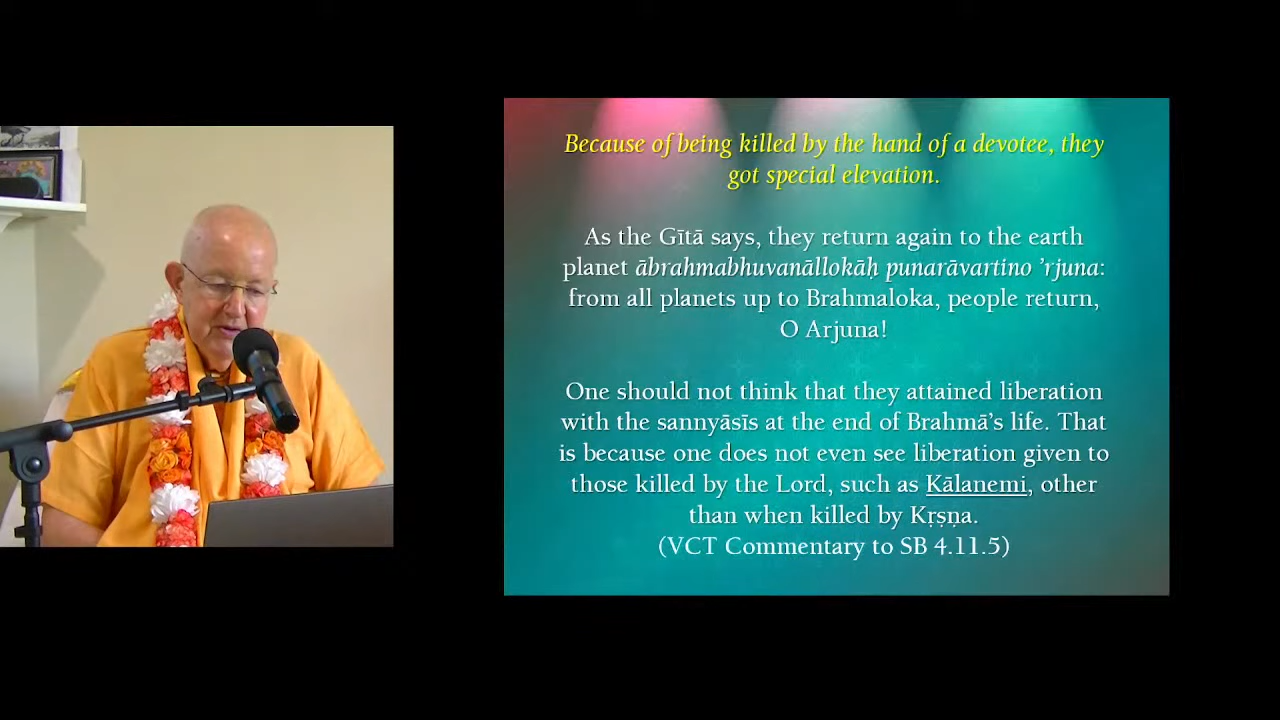 Because of being killed by the hand of a devotee, they
got special elevation.
As the Gītā says, they return again to the earth
planet ābrahmabhuvanāllokāḥ punarāvartino ’rjuna:
from all planets up to Brahmaloka, people return,
O Arjuna!
One should not think that they attained liberation
with the sannyāsīs at the end of Brahmā’s life. That
is because one does not even see liberation given to
those killed by the Lord, such as Kālanemi, other
than when killed by Kṛṣṇa.
(VCT Commentary to SB 4.11.5)